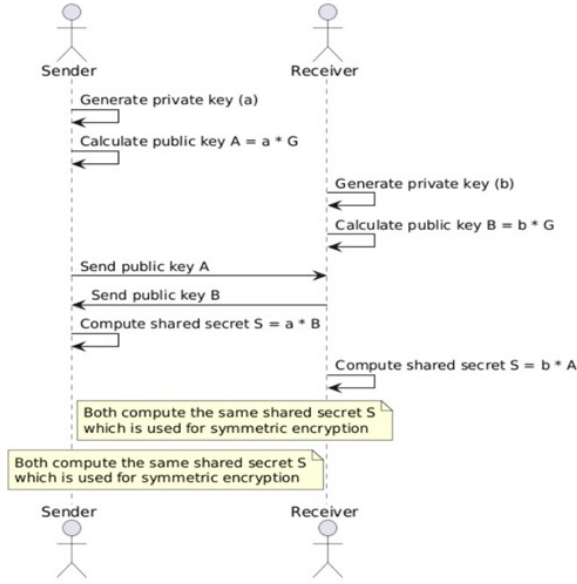 Sender
Receiver
Generate private key (a)
Calculate public key A = a * G
Generate private key (b)
Calculate public key B = b * G
Send public key A
Send public key B
Compute shared secret S = a * B
Compute shared secret S = b * A
Both compute the same shared secret S
which is used for symmetric encryption
Both compute the same shared secret S
which is used for symmetric encryption
Sender
Receiver